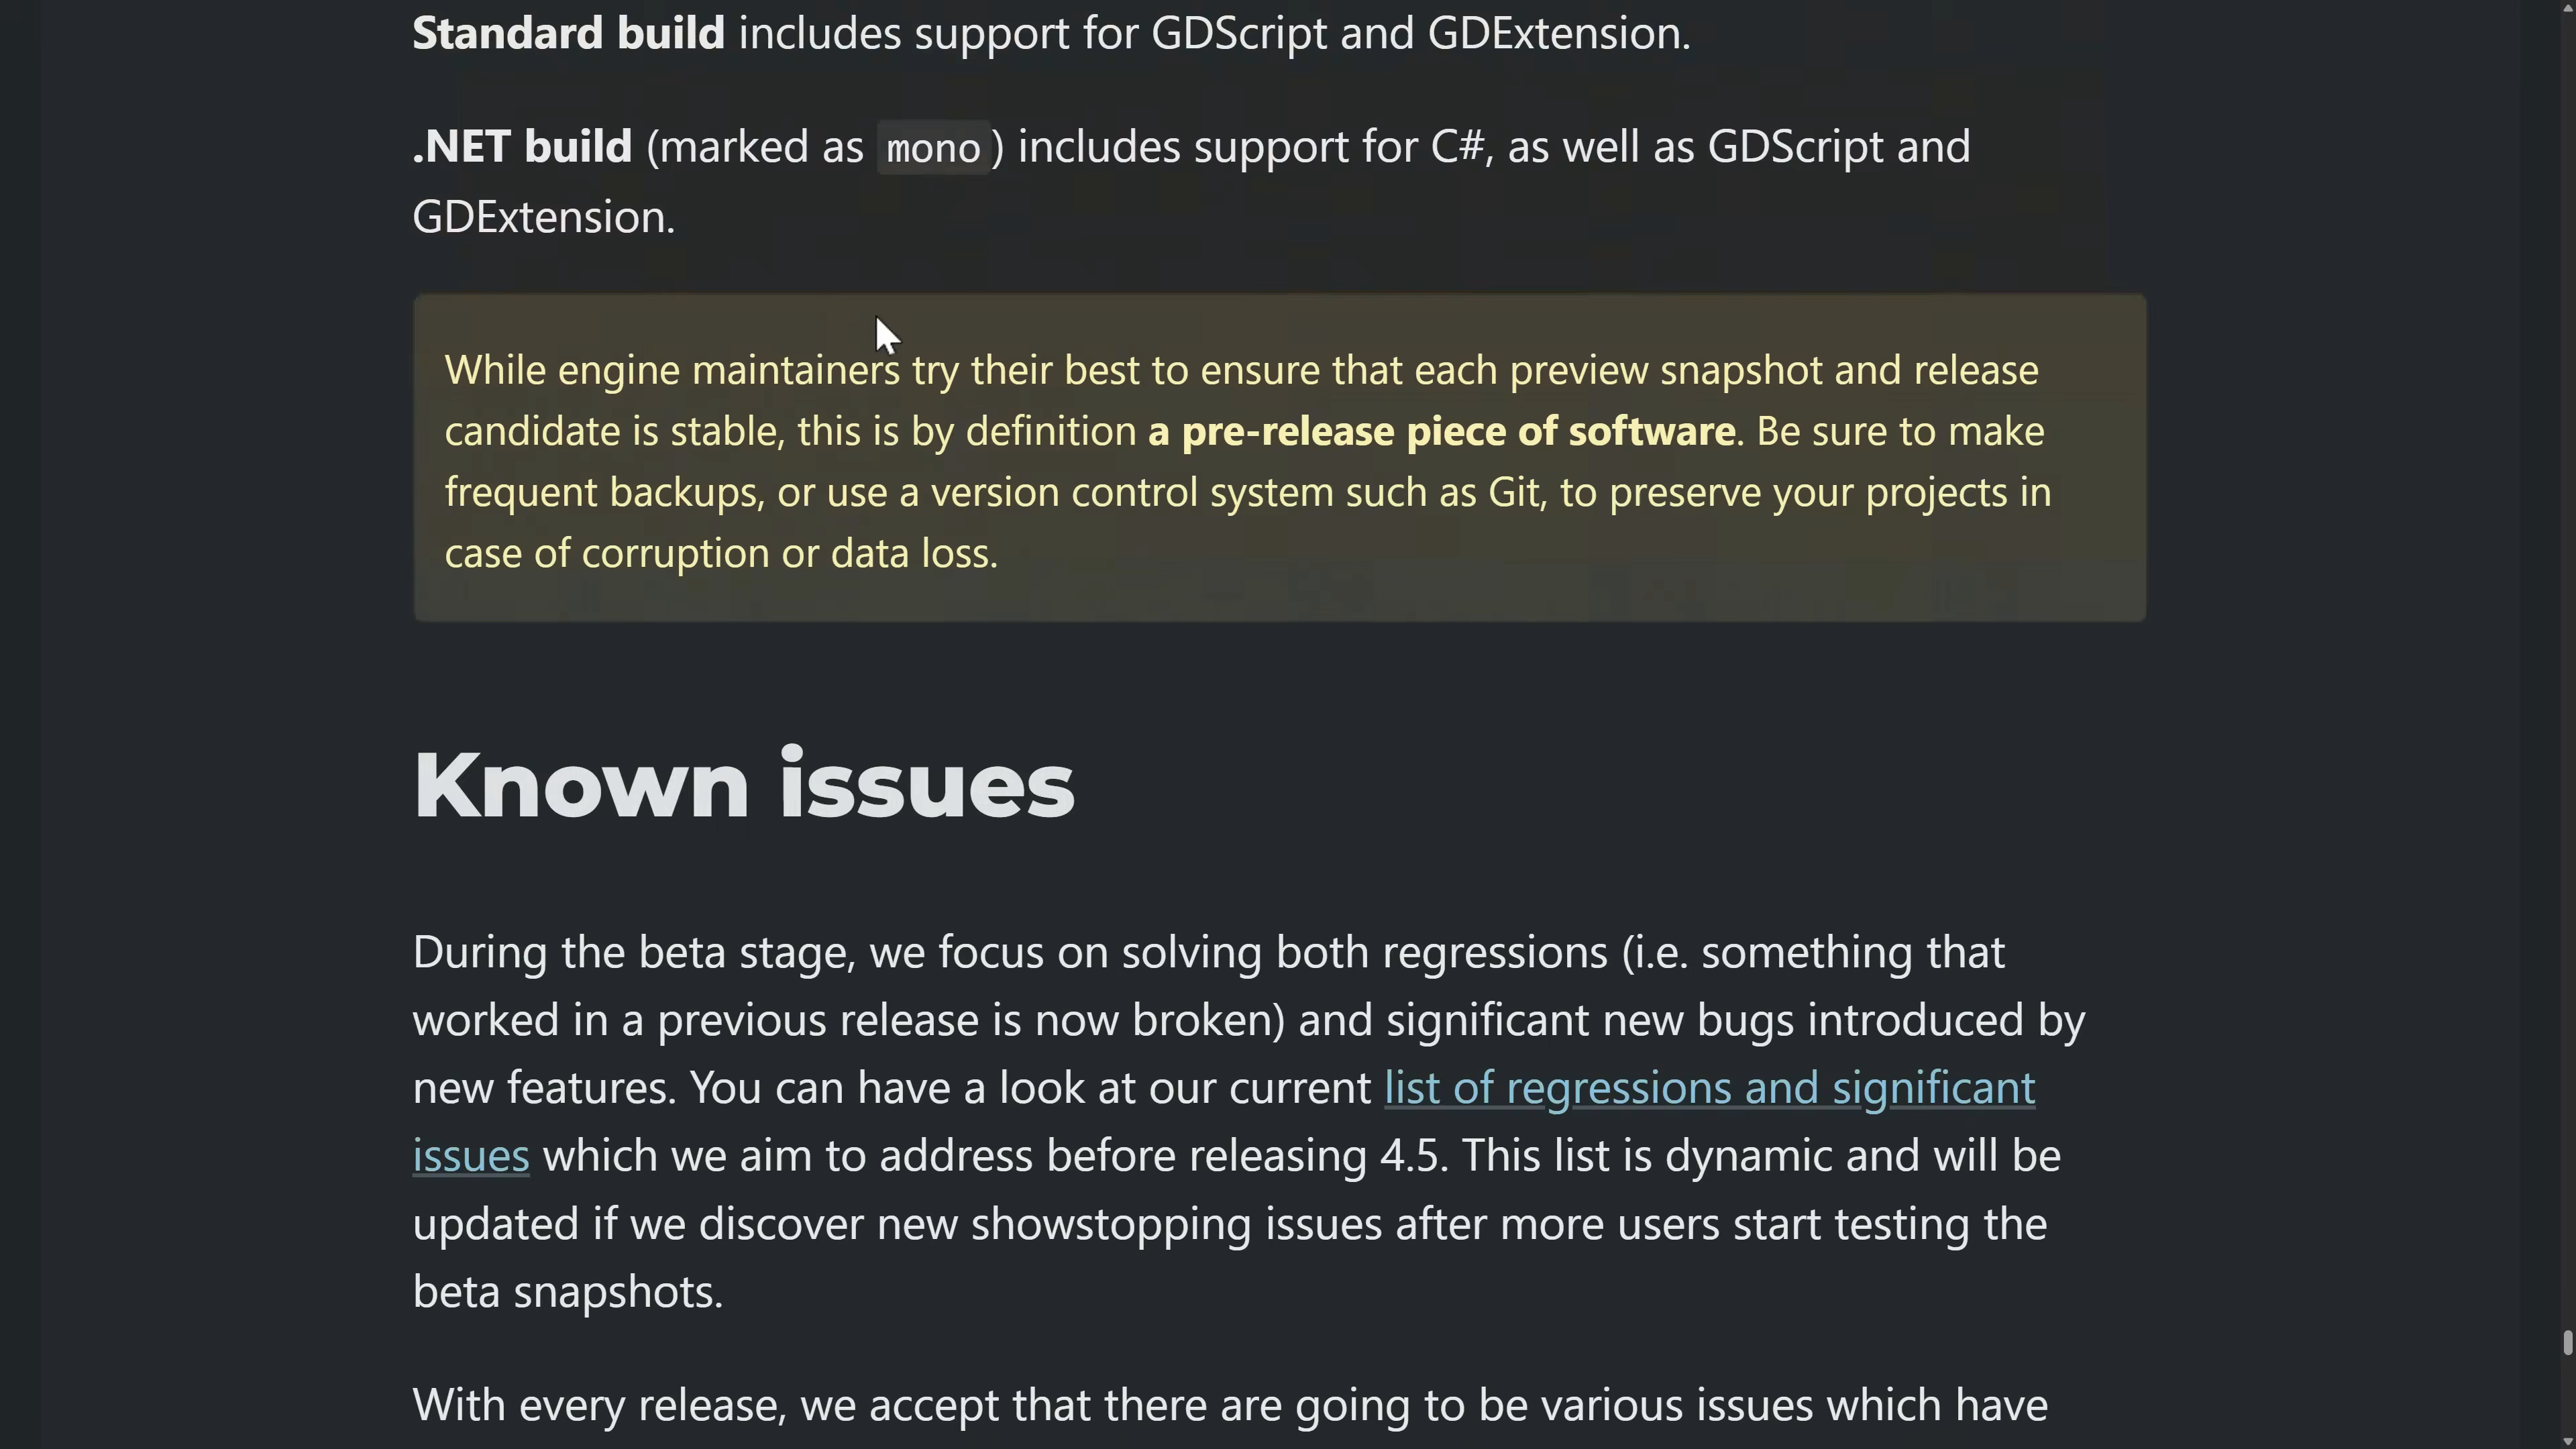 Standard build includes support for GDScript and GDExtension.
.NET build (marked as mono) includes support for C#, as well as GDScript and
GDExtension.
While engine maintainers try their best to ensure that each preview snapshot and release
candidate is stable, this is by definition a pre-release piece of software. Be sure to make
frequent backups, or use a version control system such as Git, to preserve your projects in
case of corruption or data loss.
Known issues
During the beta stage, we focus on solving both regressions (i.e. something that
worked in a previous release is now broken) and significant new bugs introduced by
new features. You can have a look at our current list of regressions and significant
issues which we aim to address before releasing 4.5. This list is dynamic and will be
updated if we discover new showstopping issues after more users start testing the
beta snapshots.
With every release, we accept that there are going to be various issues which have